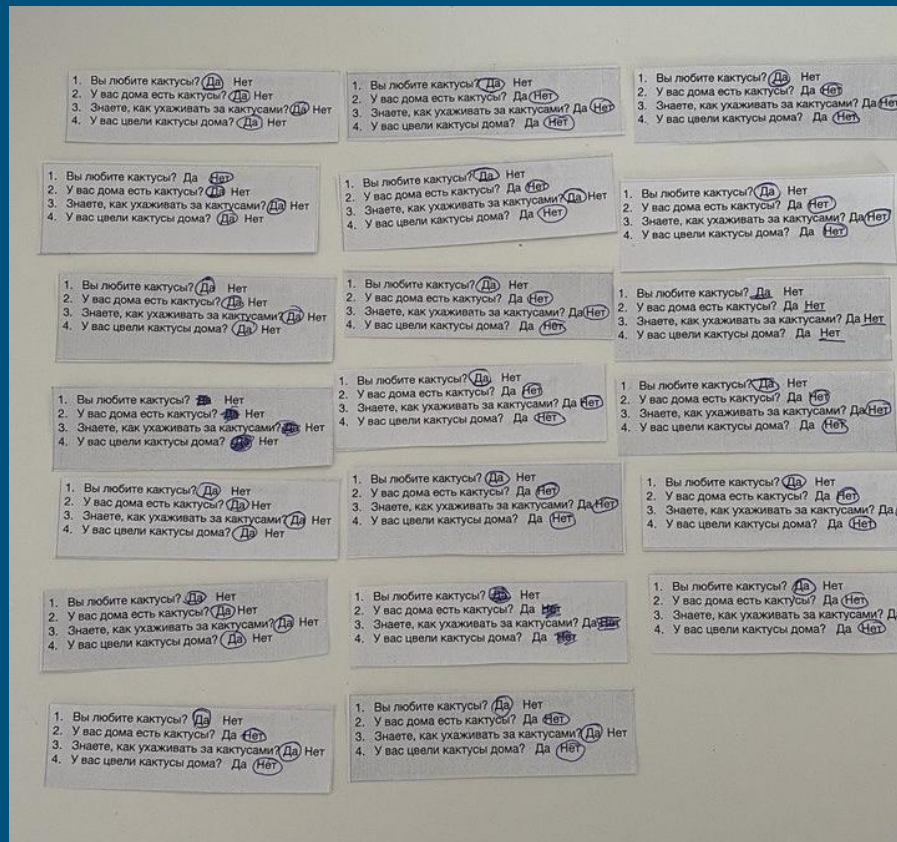 1. Вы любите кактусы? Да Нет
2. У вас дома есть кактусы? Да Нет
3. Знаете, как ухаживать за кактусами? Да Нет
4. У вас цвели кактусы дома? Да Нет
1. Вы любите кактусы? Да Нет
2. У вас дома есть кактусы? Да Нет
3. Знаете, как ухаживать за кактусами? Да Нет
4. У вас цвели кактусы дома? Да Нет
1. Вы любите кактусы? Да Нет
2. У вас дома есть кактусы? Да Нет
3. Знаете, как ухаживать за кактусами? Да Нет
4. У вас цвели кактусы дома? Да Нет
1. Вы любите кактусы? Да Нет
2. У вас дома есть кактусы? Да Нет
3. Знаете, как ухаживать за кактусами? Да Нет
4. У вас цвели кактусы дома? Да Нет
1. Вы любите кактусы? Да Нет
2. У вас дома есть кактусы? Да Нет
3. Знаете, как ухаживать за кактусами? Да Нет
4. У вас цвели кактусы дома? Да Нет
1. Вы любите кактусы? Да Нет
2. У вас дома есть кактусы? Да Нет
3. Знаете, как ухаживать за кактусами? Да Нет
4. У вас цвели кактусы дома? Да Нет
1. Вы любите кактусы? Да Нет
2. У вас дома есть кактусы? Да Нет
3. Знаете, как ухаживать за кактусами? Да Нет
4. У вас цвели кактусы дома? Да Нет
1. Вы любите кактусы? Да Нет
2. У вас дома есть кактусы? Да Нет
3. Знаете, как ухаживать за кактусами? Да Нет
4. У вас цвели кактусы дома? Да Нет
1. Вы любите кактусы? Да Нет
2. У вас дома есть кактусы? Да Нет
3. Знаете, как ухаживать за кактусами? Да Нет
4. У вас цвели кактусы дома? Да Нет
1. Вы любите кактусы? Да Нет
2. У вас дома есть кактусы? Да Нет
3. Знаете, как ухаживать за кактусами? Да Нет
4. У вас цвели кактусы дома? Да Нет
1. Вы любите кактусы? Да Нет
2. У вас дома есть кактусы? Да Нет
3. Знаете, как ухаживать за кактусами? Да Нет
4. У вас цвели кактусы дома? Да Нет
1. Вы любите кактусы? Да Нет
2. У вас дома есть кактусы? Да Нет
3. Знаете, как ухаживать за кактусами? Да Нет
4. У вас цвели кактусы дома? Да Нет
1. Вы любите кактусы? Да Нет
2. У вас дома есть кактусы? Да Нет
3. Знаете, как ухаживать за кактусами? Да Нет
4. У вас цвели кактусы дома? Да Нет
1. Вы любите кактусы? Да Нет
2. У вас дома есть кактусы? Да Нет
3. Знаете, как ухаживать за кактусами? Да Нет
4. У вас цвели кактусы дома? Да Нет
1. Вы любите кактусы? Да Нет
2. У вас дома есть кактусы? Да Нет
3. Знаете, как ухаживать за кактусами? Да
4. У вас цвели кактусы дома? Да Нет
1. Вы любите кактусы? Да Нет
2. У вас дома есть кактусы? Да Нет
3. Знаете, как ухаживать за кактусами? Да Нет
4. У вас цвели кактусы дома? Да Нет
1. Вы любите кактусы? Да Нет
2. У вас дома есть кактусы? Да Нет
3. Знаете, как ухаживать за кактусами? Да Нет
4. У вас цвели кактусы дома? Да Нет
1. Вы любите кактусы? Да Нет
2. У вас дома есть кактусы? Да Нет
3. Знаете, как ухаживать за кактусами?
4. У вас цвели кактусы дома? Да Нет
1. Вы любите кактусы? Да Нет
2. У вас дома есть кактусы? Да Нет
3. Знаете, как ухаживать за кактусами? Да Нет
4. У вас цвели кактусы дома? Да Нет
1. Вы любите кактусы? Да Нет
2. У вас дома есть кактусы? Да Нет
3. Знаете, как ухаживать за кактусами? Да Нет
4. У вас цвели кактусы дома? Да Нет